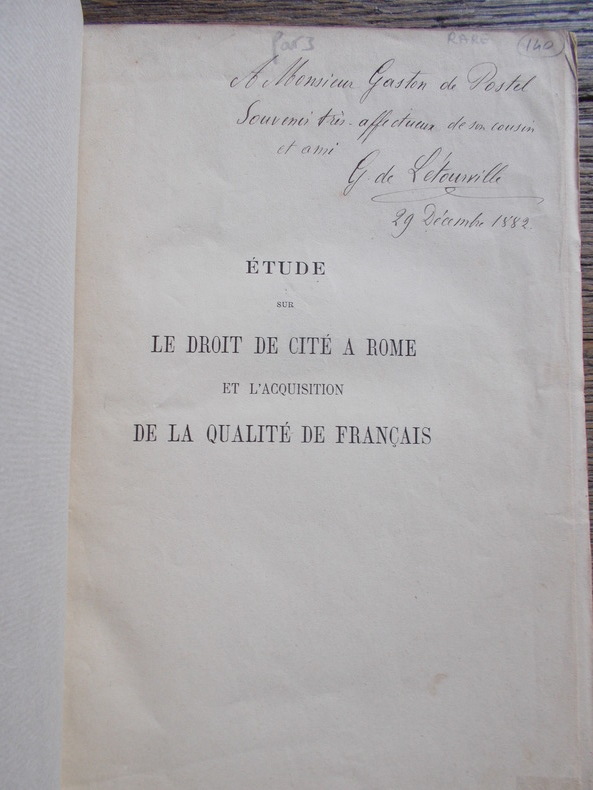 RARE
140
A Monsieur Gaston de Postel
Souvenir très-affectueux de son cousin
et ami
G. de Létourville
29 Décembre 1882.
ÉTUDE
SUR
LE DROIT DE CITÉ A ROME
ET L'ACQUISITION
DE LA QUALITÉ DE FRANÇAIS